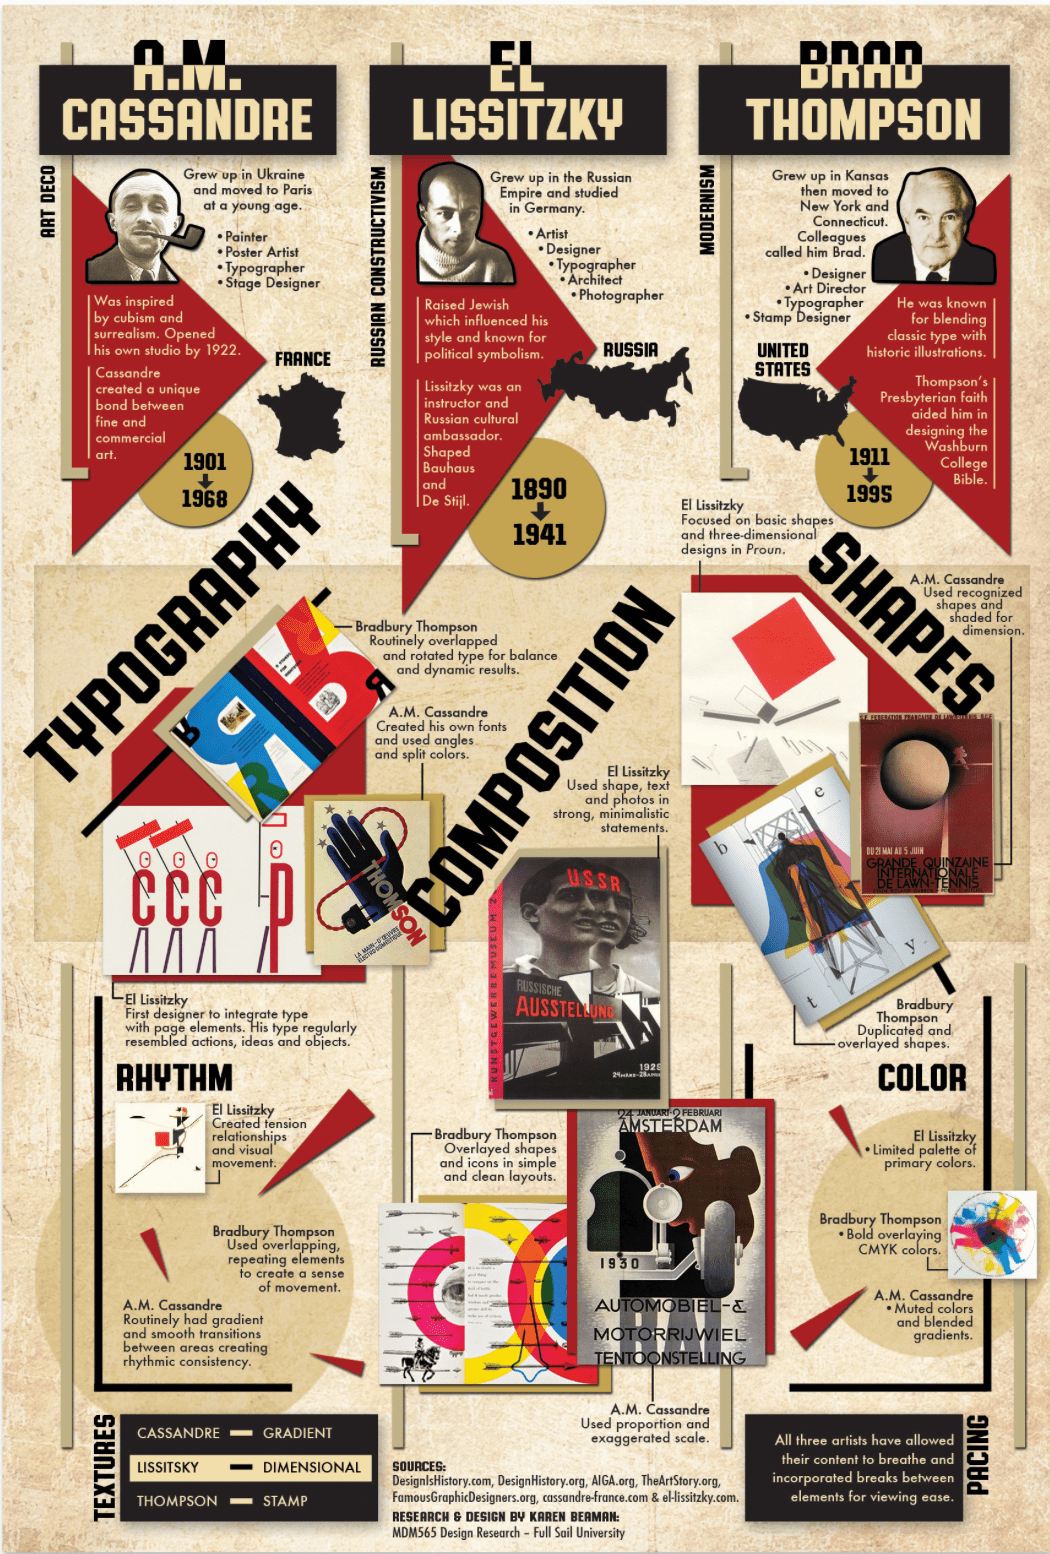 A.M.
CASSANDRE
ART DECO
Grew up in Ukraine
and moved to Paris
at a young age.
• Painter
• Poster Artist
• Typographer
• Stage Designer
Was inspired
by cubism and
surrealism. Opened
his own studio by 1922.
Cassandre
created a unique
bond between
fine and
commercial
art.
FRANCE
1901
1968
EL
LISSITZKY
RUSSIAN CONSTRUCTIVISM
Grew up in the Russian
Empire and studied
in Germany.
• Artist
• Designer
• Typographer
• Architect
• Photographer
Raised Jewish
which influenced his
style and known for
political symbolism.
Lissitzky was an
instructor and
Russian cultural
ambassador.
Shaped
Bauhaus
and
De Stijl.
RUSSIA
1890
1941
BRAD
THOMPSON
MODERNISM
Grew up in Kansas
then moved to
New York and
Connecticut.
Colleagues
called him Brad.
• Designer
• Art Director
• Typographer
• Stamp Designer
He was known
for blending
classic type with
historic illustrations.
Thompson's
Presbyterian faith
aided him in
designing the
Washburn
College
Bible.
UNITED
STATES
1911
1995
TYPOGRAPHY
Bradbury Thompson
Routinely overlapped
and rotated type for balance
and dynamic results.
A.M. Cassandre
Created his own fonts
and used angles
and split colors.
THOMSON
LA MAIN-D'OEUVRE
ELECTRO-DOMESTIQUE
CCC P
El Lissitzky
First designer to integrate type
with page elements. His type regularly
resembled actions, ideas and objects.
COMPOSITION
El Lissitzky
Used shape, text
and photos in
strong, minimalistic
statements.
USSR
KUNSTGEWERBEMUSEUM
RUSSISCHE
AUSSTELLUNG
1929
Bradbury Thompson
Overlayed shapes
and icons in simple
and clean layouts.
24 JANUARI-2 FEBRUARI
AMSTERDAM
1930
AUTOMOBIEL-&
RAI
MOTORRIJWIEL
TENTOONSTELLING
A.M. Cassandre
Used proportion and
exaggerated scale.
SHAPES
El Lissitzky
Focused on basic shapes
and three-dimensional
designs in Proun.
A.M. Cassandre
Used recognized
shapes and
shaded for
dimension.
FEDERATION FRANÇAISE DE LAWN-TENNIS
DU 21 MAI AU 5 JUIN
GRANDE QUINZAINE
INTERNATIONALE
DE LAWN-TENNIS
b
e
t
y
Bradbury
Thompson
Duplicated and
overlayed shapes.
RHYTHM
El Lissitzky
Created tension
relationships
and visual
movement.
Bradbury Thompson
Used overlapping,
repeating elements
to create a sense
of movement.
A.M. Cassandre
Routinely had gradient
and smooth transitions
between areas creating
rhythmic consistency.
COLOR
El Lissitzky
• Limited palette of
primary colors.
Bradbury Thompson
• Bold overlaying
CMYK colors.
A.M. Cassandre
• Muted colors
and blended
gradients.
TEXTURES
CASSANDRE — GRADIENT
LISSITSKY — DIMENSIONAL
THOMPSON — STAMP
SOURCES:
DesignIsHistory.com, DesignHistory.org, AIGA.org, TheArtStory.org,
FamousGraphicDesigners.org, cassandre-france.com & el-lissitzky.com.
RESEARCH & DESIGN BY KAREN BEAMAN:
MDM565 Design Research – Full Sail University
All three artists have allowed
their content to breathe and
incorporated breaks between
elements for viewing ease.
PACING